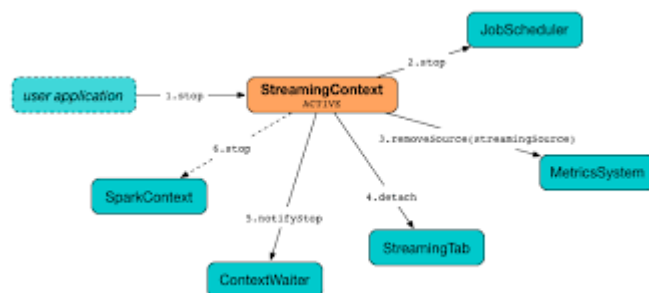 JobScheduler
2.stop
user application
1.stop
StreamingContext
ACTIVE
3.removeSource(streamingSource)
6.stop
MetricsSystem
SparkContext
4.detach
5.notifyStop
StreamingTab
ContextWaiter